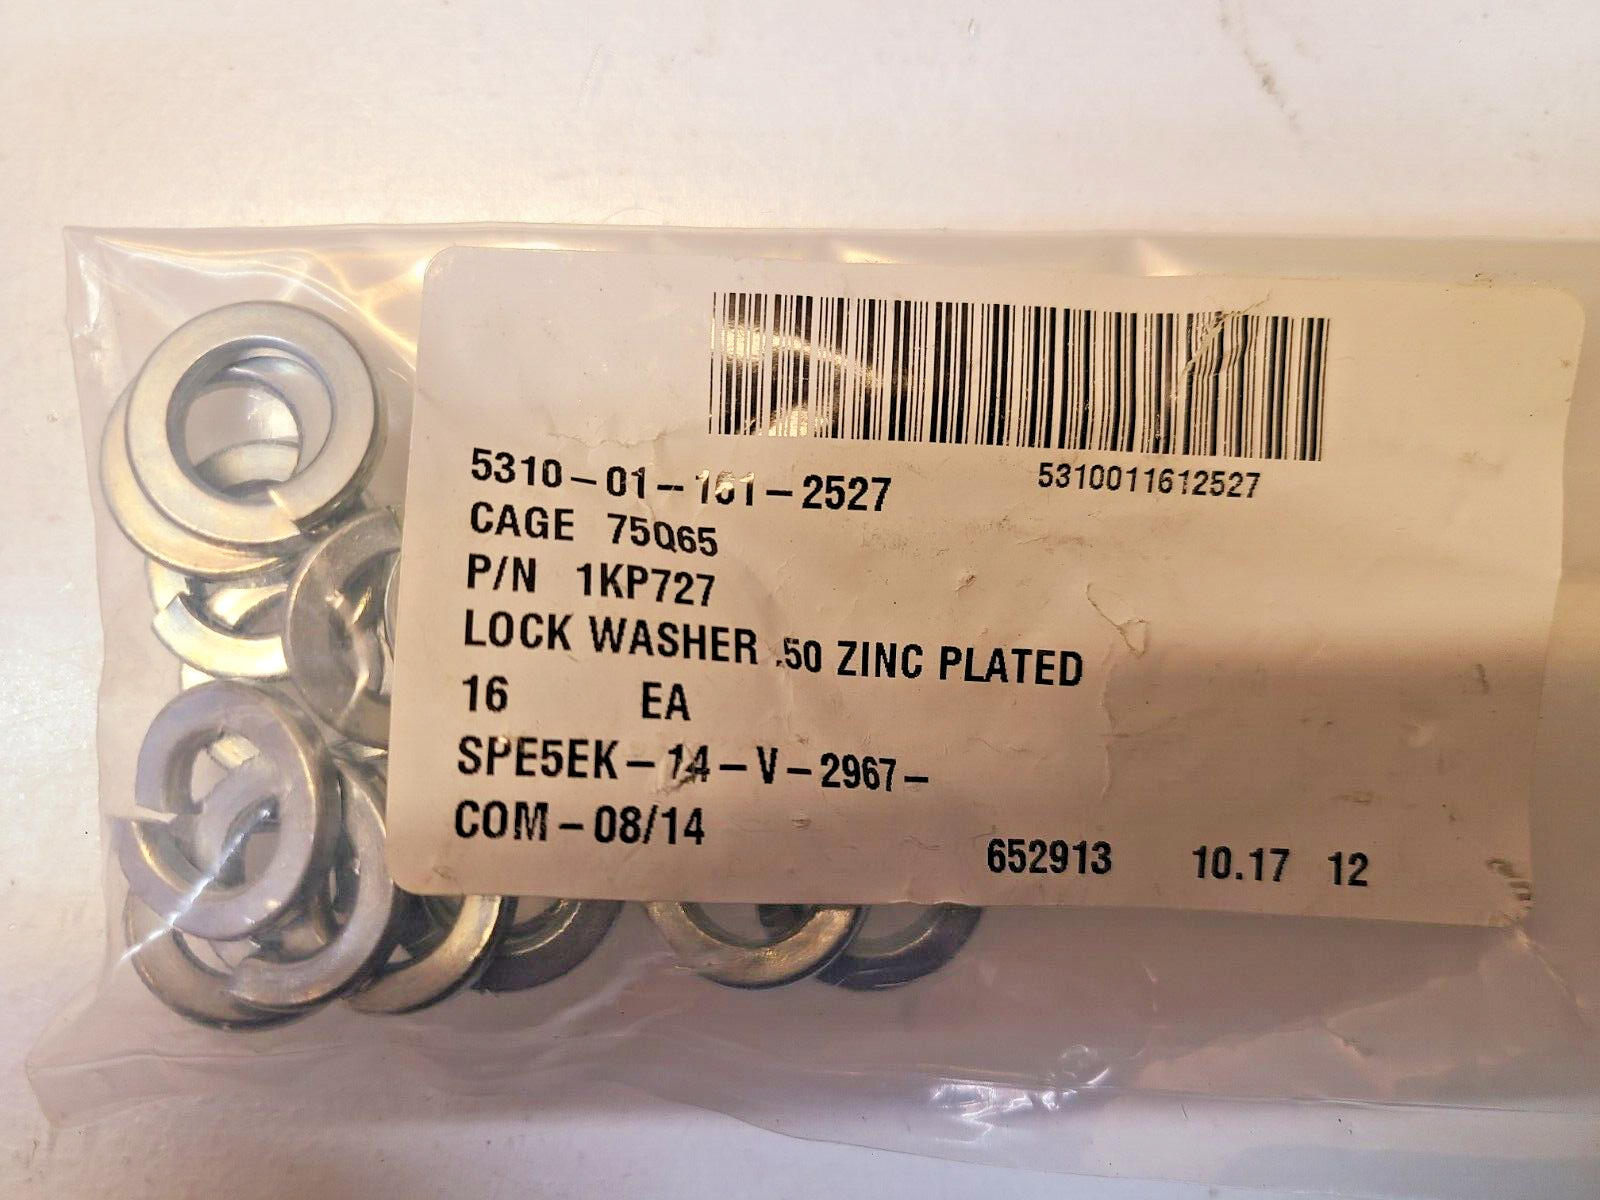 5310011612527
5310-01-161-2527
CAGE 75Q65
P/N 1KP727
LOCK WASHER .50 ZINC PLATED
16 EA
SPE5EK-14-V-2967-
COM-08/14
652913 10.17 12